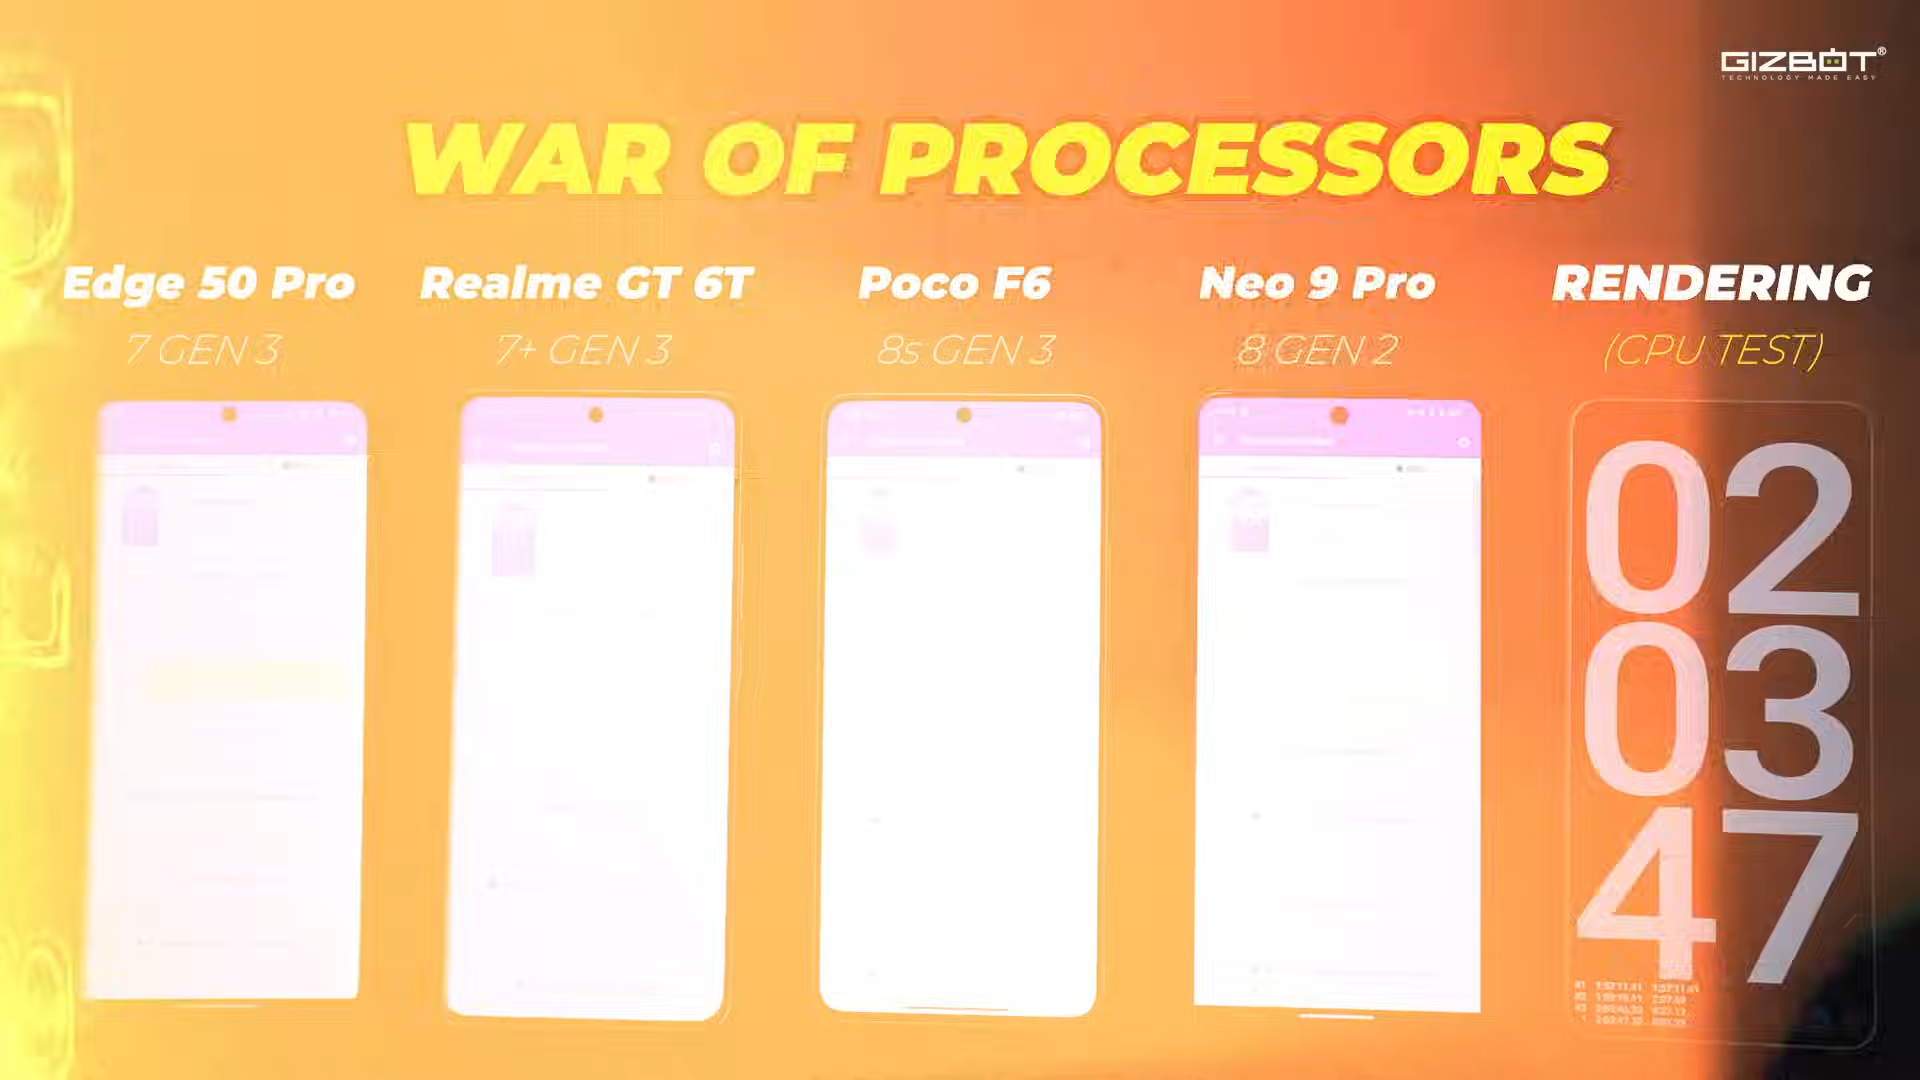 GIZBOT®
TECHNOLOGY MADE EASY
WAR OF PROCESSORS
Edge 50 Pro
Realme GT 6T
Poco F6
Neo 9 Pro
RENDERING
7 GEN 3
7+ GEN 3
8s GEN 3
8 GEN 2
(CPU TEST)
02
03
47